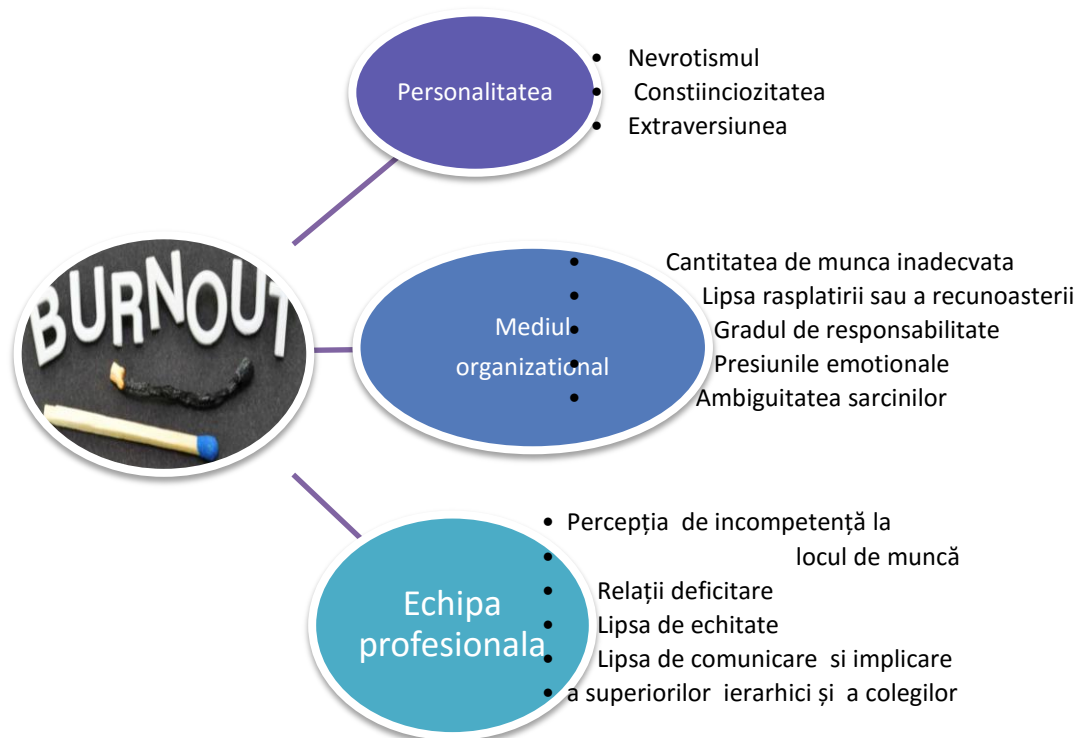 Personalitatea
• Nevrotismul
• Constiinciozitatea
• Extraversiunea
BURNOUT
Mediul
organizational
• Cantitatea de munca inadecvata
• Lipsa rasplatirii sau a recunoasterii
• Gradul de responsabilitate
• Presiunile emotionale
• Ambiguitatea sarcinilor
Echipa
profesionala
• Percepția de incompetență la
• locul de muncă
• Relații deficitare
• Lipsa de echitate
• Lipsa de comunicare si implicare
• a superiorilor ierarhici și a colegilor